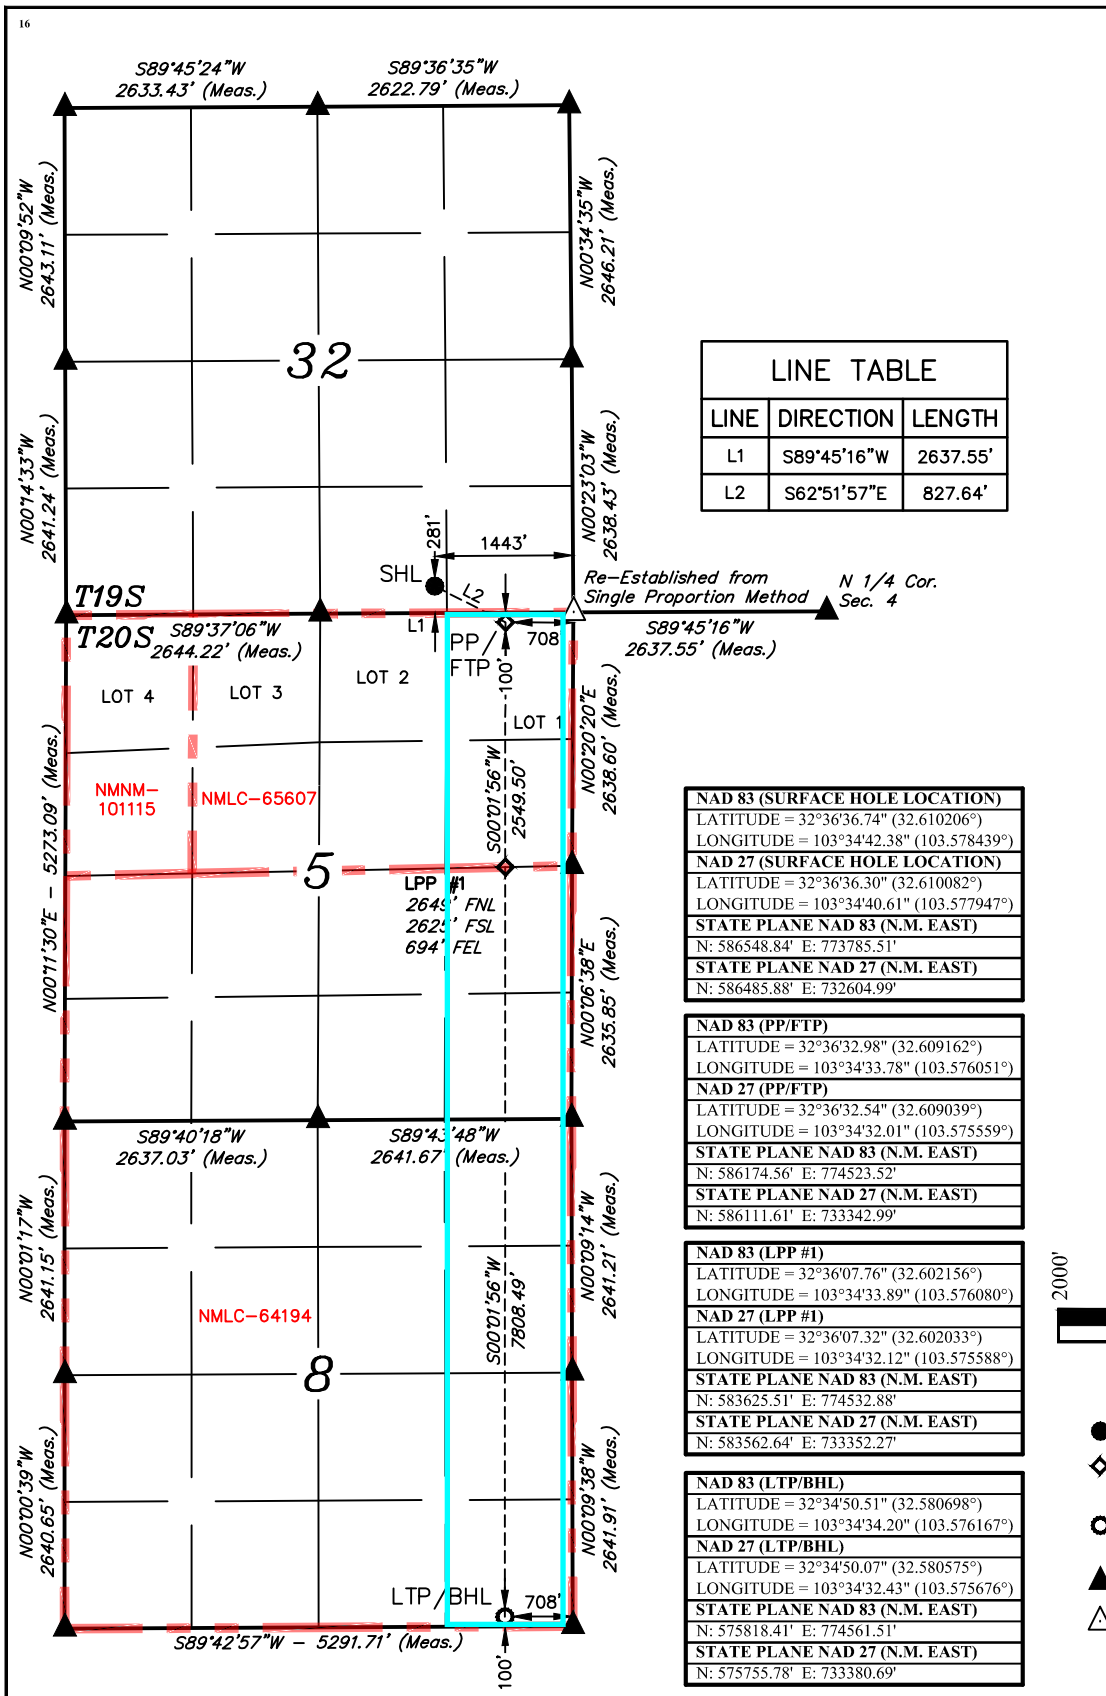 16
S89°45'24"W
2633.43' (Meas.)
S89°36'35"W
2622.79' (Meas.)
N00°09'52"W
2643.11' (Meas.)
N00°34'35"W
2646.21' (Meas.)
32
N00°14'33"W
2641.24' (Meas.)
N00°23'03"W
2638.43' (Meas.)
LINE TABLE
LINE DIRECTION LENGTH
L1 S89°45'16"W 2637.55'
L2 S62°51'57"E 827.64'
281'
1443'
SHL
L2
Re-Established from
Single Proportion Method
N 1/4 Cor.
Sec. 4
T19S
T20S
S89°37'06"W
2644.22' (Meas.)
L1
PP/
FTP
708'
S89°45'16"W
2637.55' (Meas.)
100'
LOT 4
LOT 3
LOT 2
LOT 1
N00°20'20"E
2638.60' (Meas.)
N00°11'30"E - 5273.09' (Meas.)
NMNM-
101115
NMLC-65607
S00°01'56"W
2549.50'
5
LPP #1
2649' FNL
2625' FSL
694' FEL
N00°06'38"E
2635.85' (Meas.)
S89°40'18"W
2637.03' (Meas.)
S89°43'48"W
2641.67' (Meas.)
N00°01'17"W
2641.15' (Meas.)
N00°09'14"W
2641.21' (Meas.)
S00°01'56"W
7808.49'
NMLC-64194
8
N00°00'39"W
2640.65' (Meas.)
N00°09'38"W
2641.91' (Meas.)
LTP/BHL
708'
S89°42'57"W - 5291.71' (Meas.)
100'
NAD 83 (SURFACE HOLE LOCATION)
LATITUDE = 32°36'36.74" (32.610206°)
LONGITUDE = 103°34'42.38" (103.578439°)
NAD 27 (SURFACE HOLE LOCATION)
LATITUDE = 32°36'36.30" (32.610082°)
LONGITUDE = 103°34'40.61" (103.577947°)
STATE PLANE NAD 83 (N.M. EAST)
N: 586548.84' E: 773785.51'
STATE PLANE NAD 27 (N.M. EAST)
N: 586485.88' E: 732604.99'
NAD 83 (PP/FTP)
LATITUDE = 32°36'32.98" (32.609162°)
LONGITUDE = 103°34'33.78" (103.576051°)
NAD 27 (PP/FTP)
LATITUDE = 32°36'32.54" (32.609039°)
LONGITUDE = 103°34'32.01" (103.575559°)
STATE PLANE NAD 83 (N.M. EAST)
N: 586174.56' E: 774523.52'
STATE PLANE NAD 27 (N.M. EAST)
N: 586111.61' E: 733342.99'
NAD 83 (LPP #1)
LATITUDE = 32°36'07.76" (32.602156°)
LONGITUDE = 103°34'33.89" (103.576080°)
NAD 27 (LPP #1)
LATITUDE = 32°36'07.32" (32.602033°)
LONGITUDE = 103°34'32.12" (103.575588°)
STATE PLANE NAD 83 (N.M. EAST)
N: 583625.51' E: 774532.88'
STATE PLANE NAD 27 (N.M. EAST)
N: 583562.64' E: 733352.27'
NAD 83 (LTP/BHL)
LATITUDE = 32°34'50.51" (32.580698°)
LONGITUDE = 103°34'34.20" (103.576167°)
NAD 27 (LTP/BHL)
LATITUDE = 32°34'50.07" (32.580575°)
LONGITUDE = 103°34'32.43" (103.575676°)
STATE PLANE NAD 83 (N.M. EAST)
N: 575818.41' E: 774561.51'
STATE PLANE NAD 27 (N.M. EAST)
N: 575755.78' E: 733380.69'
2000'